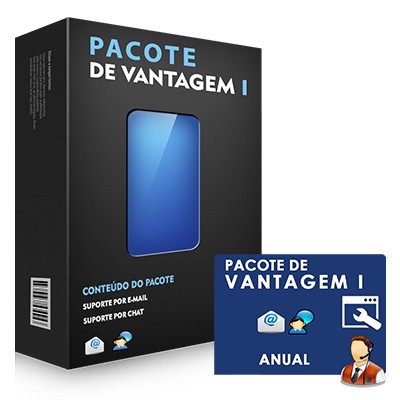 PACOTE
DE VANTAGEM I
CONTEÚDO DO PACOTE
SUPORTE POR E-MAIL
SUPORTE POR CHAT
@
PACOTE DE
VANTAGEM I
@
ANUAL